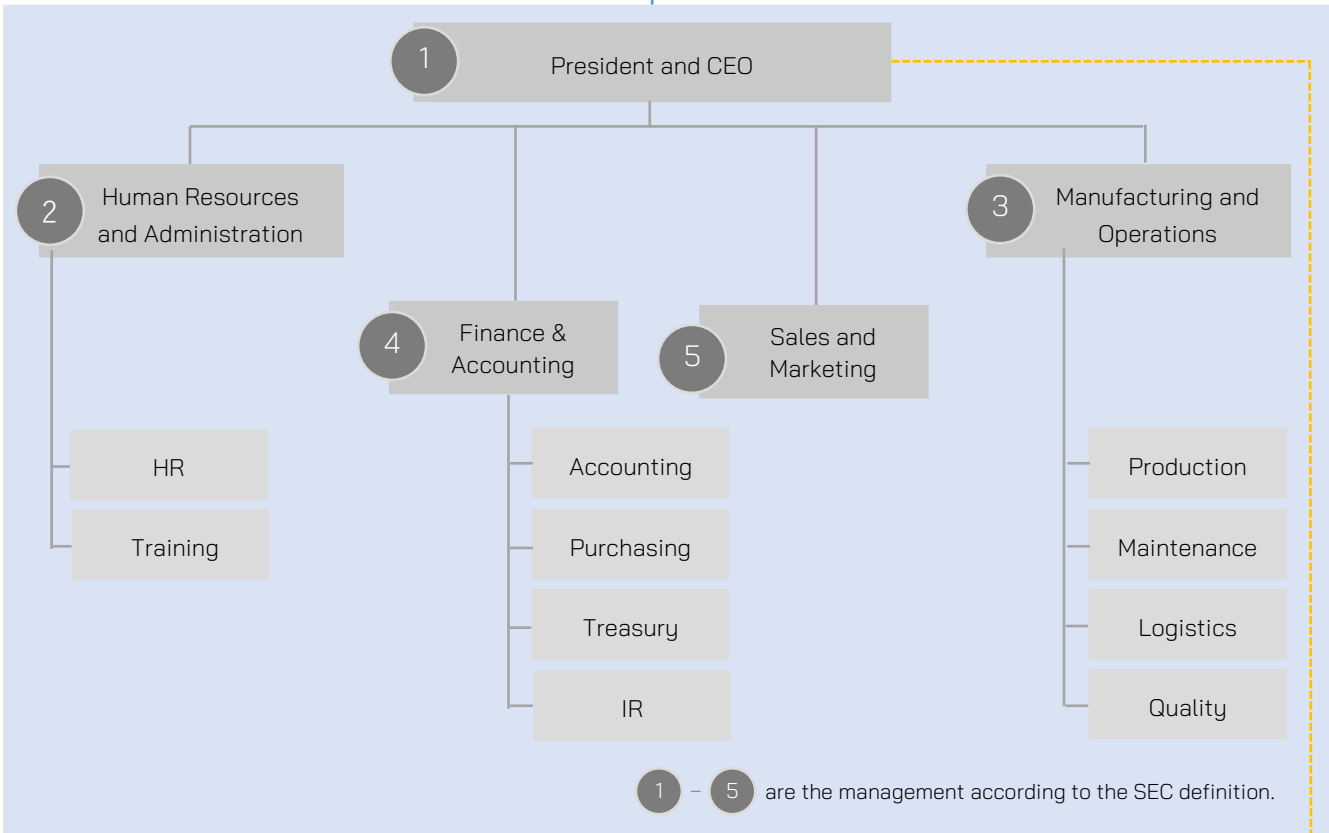 1
President and CEO
2
Human Resources
and Administration
3
Manufacturing and
Operations
4
Finance &
Accounting
5
Sales and
Marketing
HR
Training
Accounting
Purchasing
Treasury
IR
Production
Maintenance
Logistics
Quality
1 – 5 are the management according to the SEC definition.